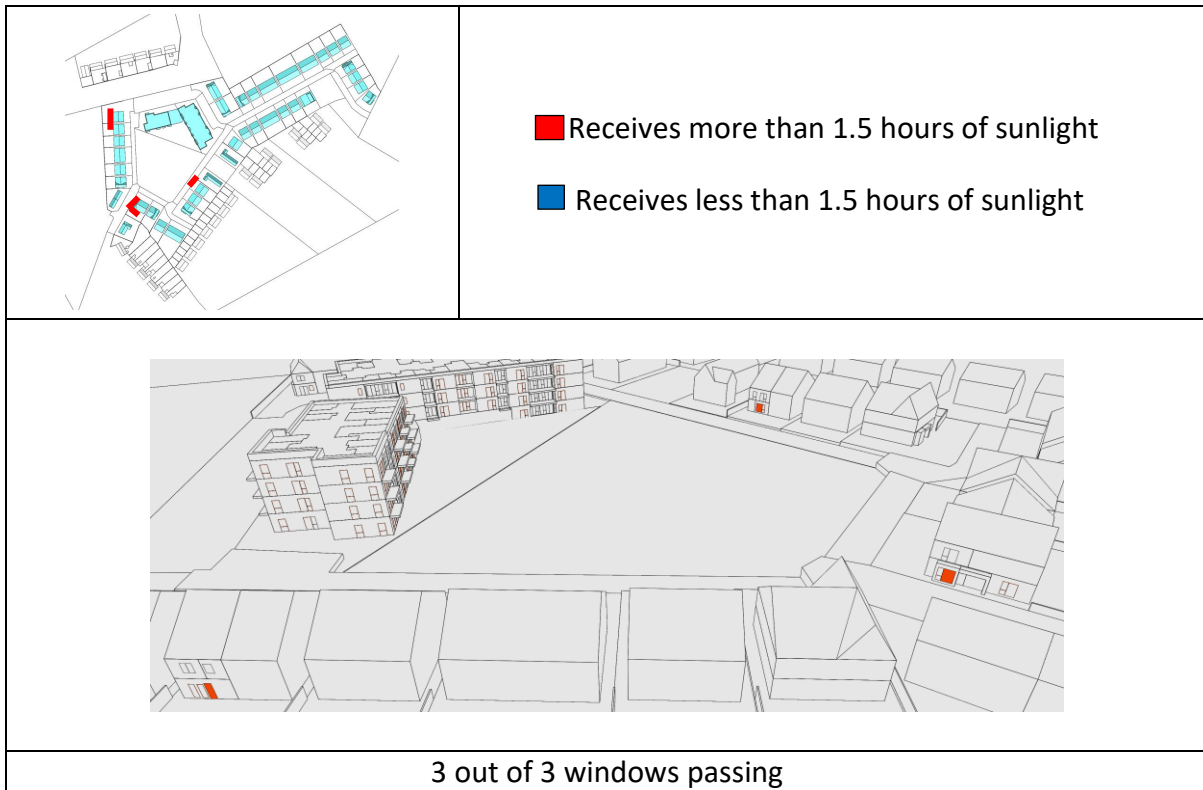 Receives more than 1.5 hours of sunlight
Receives less than 1.5 hours of sunlight
3 out of 3 windows passing